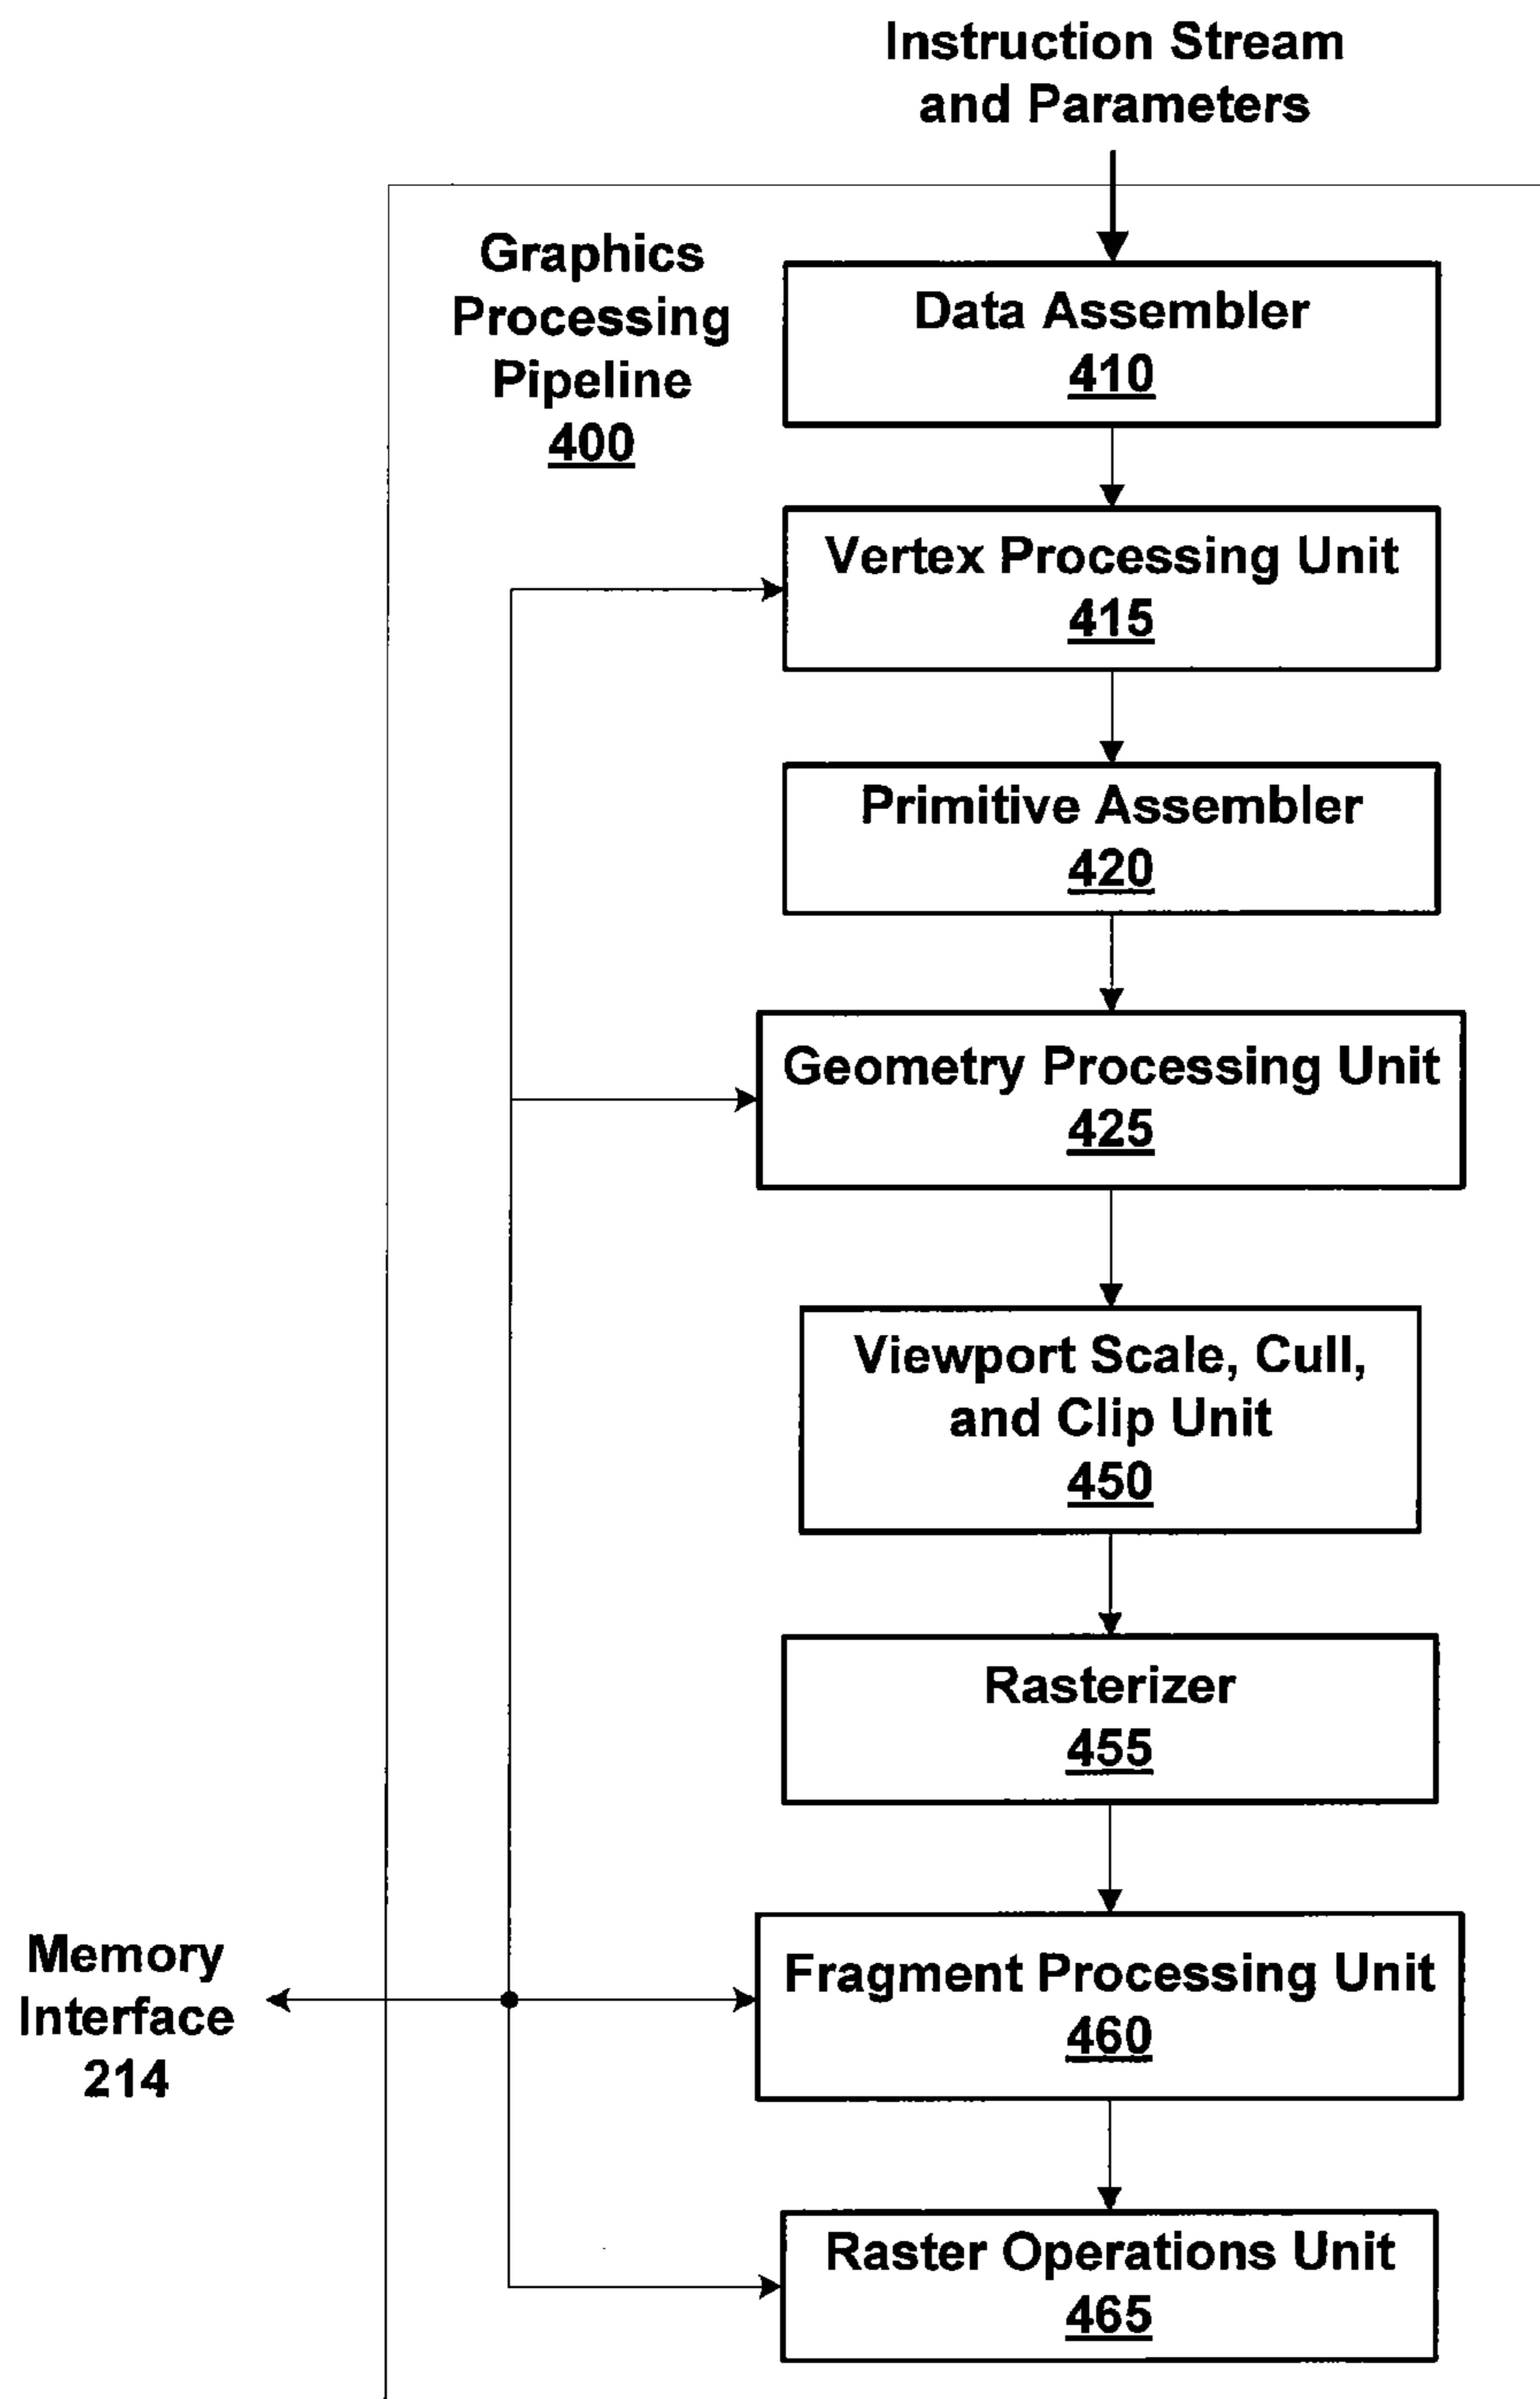 Instruction Stream
and Parameters
Graphics
Processing
Pipeline
400
Data Assembler
410
Vertex Processing Unit
415
Primitive Assembler
420
Geometry Processing Unit
425
Viewport Scale, Cull,
and Clip Unit
450
Rasterizer
455
Memory
Interface
214
Fragment Processing Unit
460
Raster Operations Unit
465